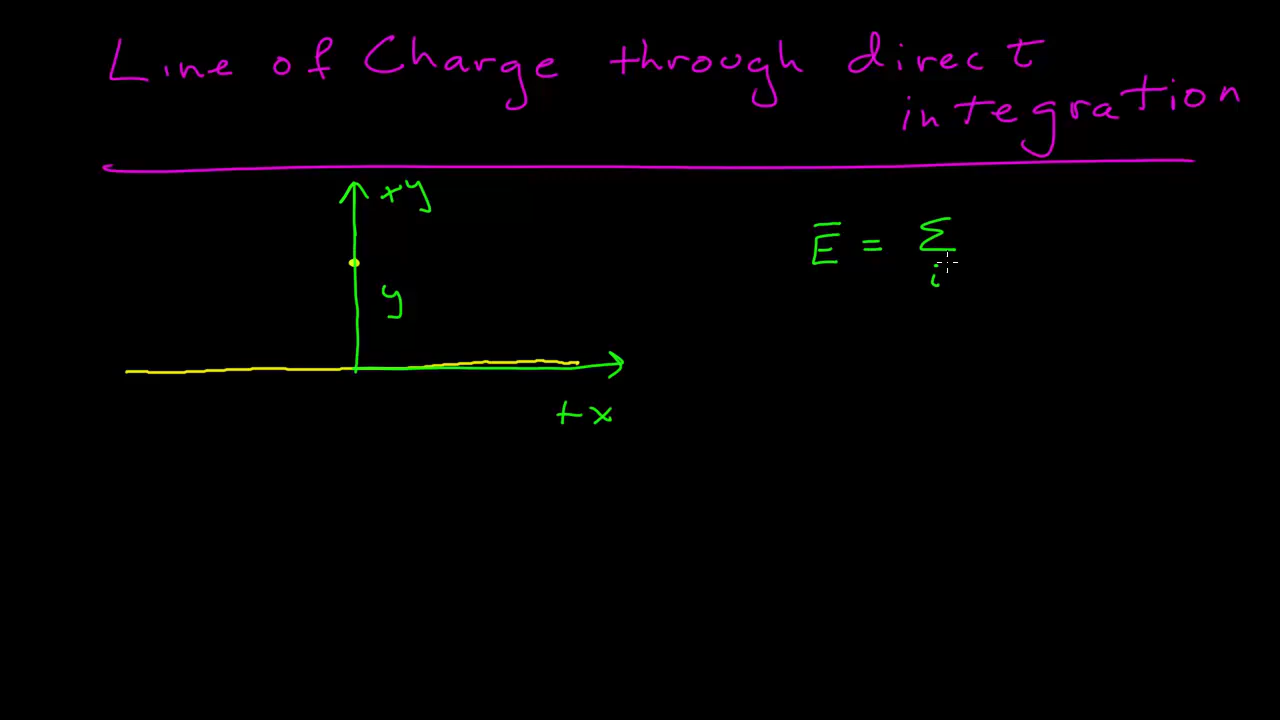 Line of Charge through direct
integration
+y
E̅ = Σ
i
y
+x